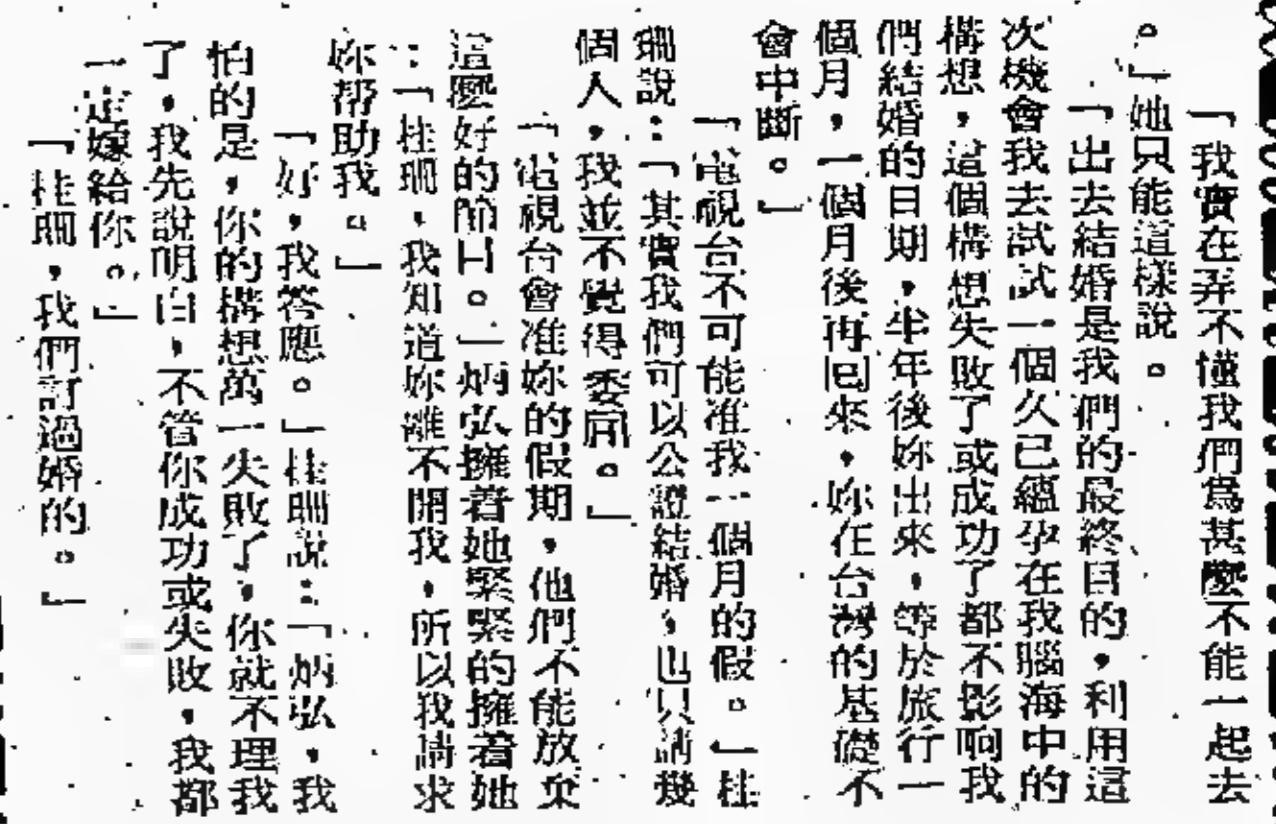 「我實在弄不懂我們爲甚麼不能一起去
。」她只能這樣說。
「出去結婚是我們的最終目的，利用這
次機會我去試試一個久已蘊孕在我腦海中的
構想，這個構想失敗了或成功了都不影响我
們結婚的日期，半年後妳出來，等於旅行一
個月，一個月後再囘來，妳在台灣的基礎不
會中斷。」
「電視台不可能准我一個月的假。」桂
珊說：「其實我們可以公證結婚，也只請幾
個人，我並不覺得委屈。」
「電視台會准妳的假期，他們不能放棄
這麼好的節目。」炳弘擁着她緊緊的擁着她
：「桂珊，我知道妳離不開我，所以我請求
妳帮助我。」
「好，我答應。」桂珊說：「炳弘，我
怕的是，你的構想萬一失敗了，你就不理我
了，我先說明白，不管你成功或失敗，我都
一定嫁給你。」
「桂珊，我們訂過婚的。」